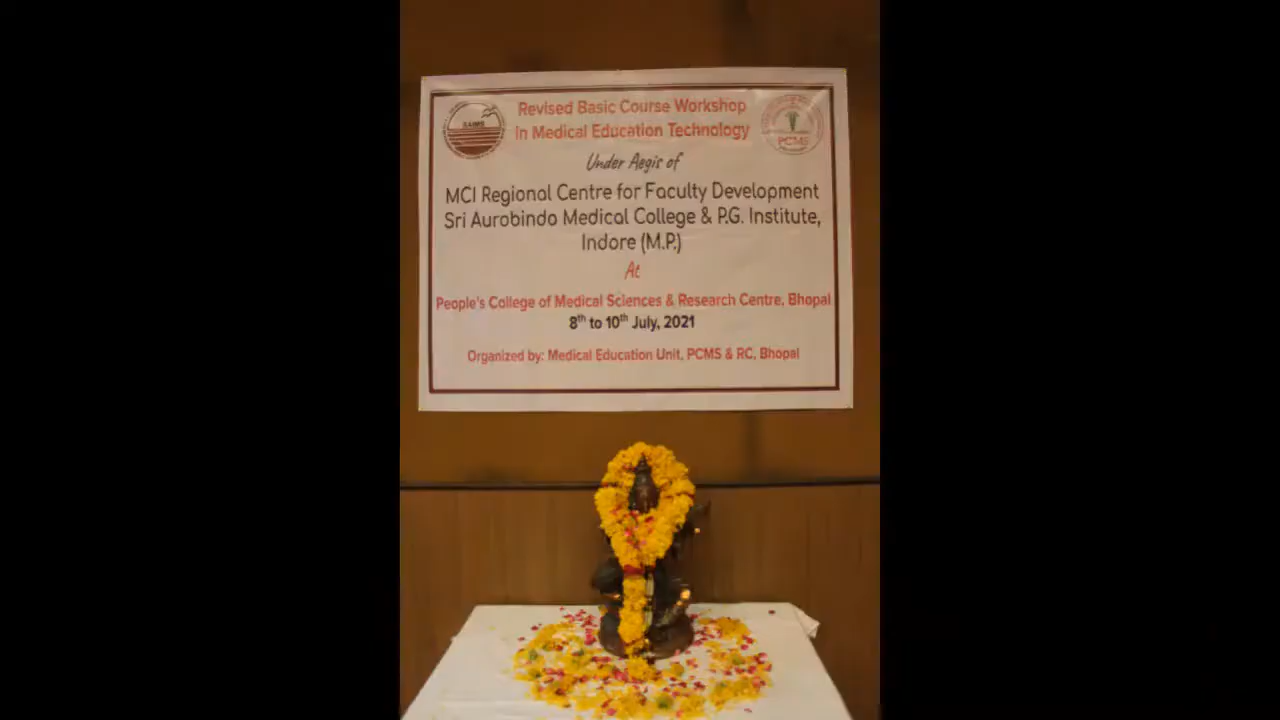 Revised Basic Course Workshop
in Medical Education Technology
Under Aegis of
MCI Regional Centre for Faculty Development
Sri Aurobindo Medical College & P.G. Institute,
Indore (M.P.)
At
People's College of Medical Sciences & Research Centre, Bhopal
8th to 10th July, 2021
Organized by: Medical Education Unit, PCMS & RC, Bhopal
SAIMS
PCMS